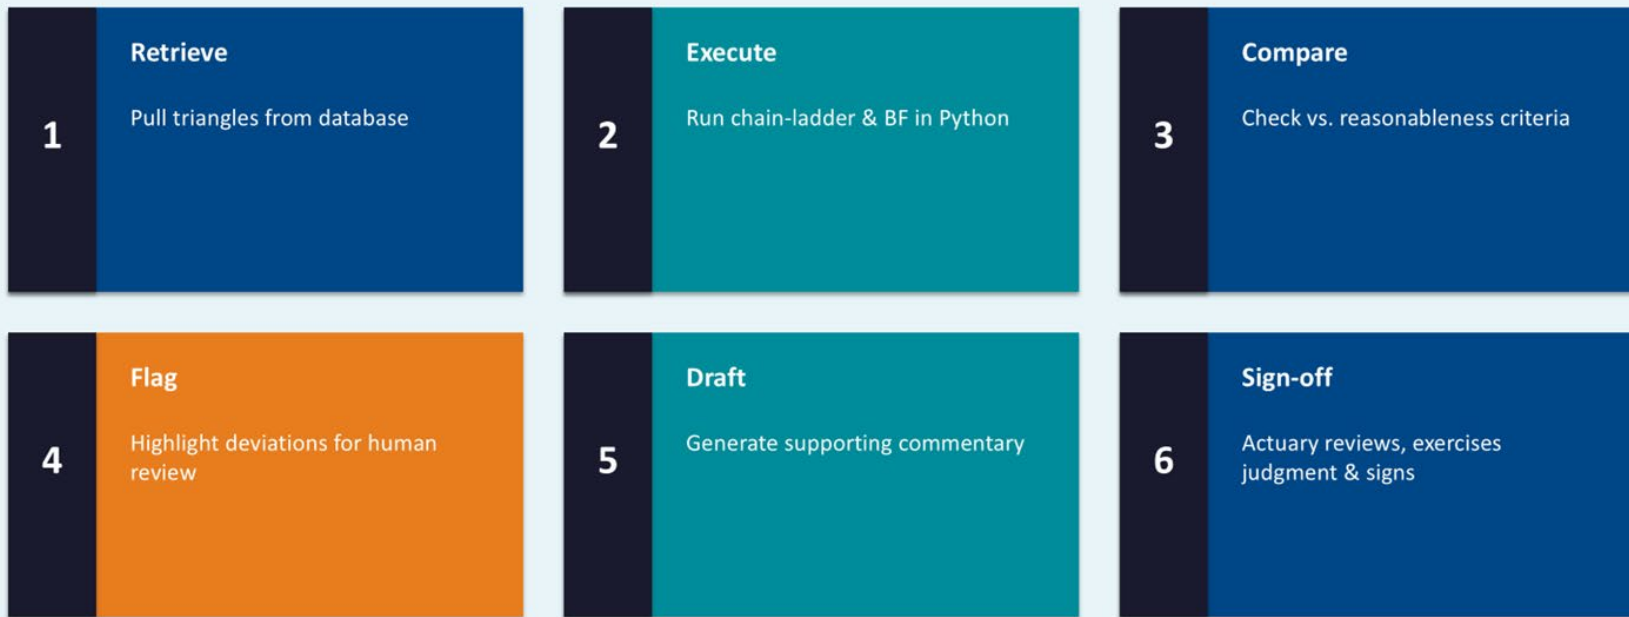 1
Retrieve
Pull triangles from database
2
Execute
Run chain-ladder & BF in Python
3
Compare
Check vs. reasonableness criteria
4
Flag
Highlight deviations for human
review
5
Draft
Generate supporting commentary
6
Sign-off
Actuary reviews, exercises
judgment & signs